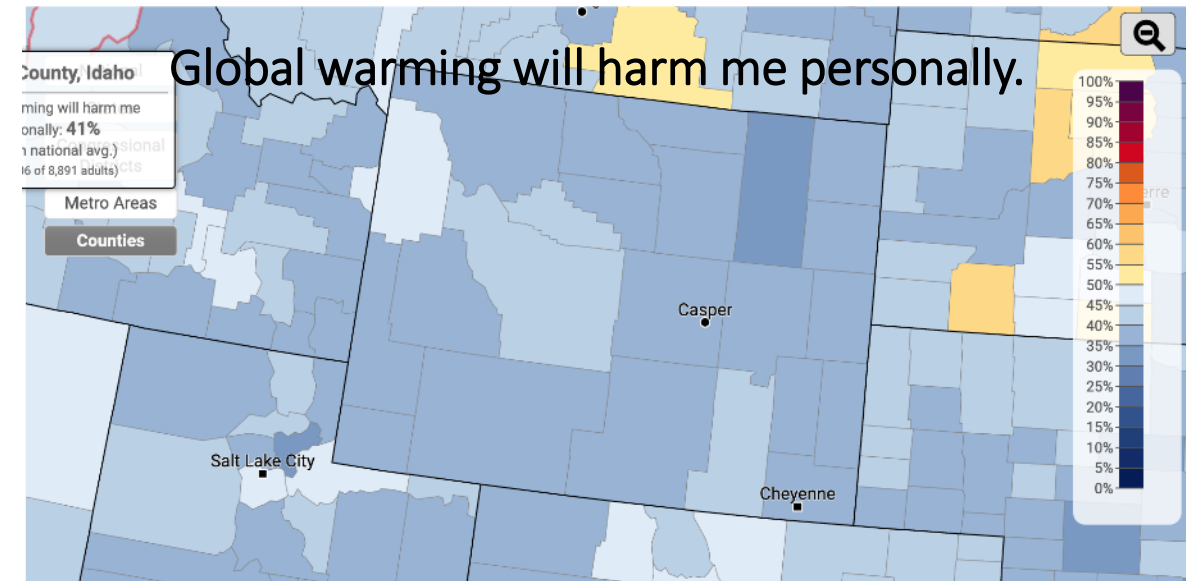 Global warming will harm me personally.
County, Idaho
ming will harm me
onally: 41%
national avg.)
6 of 8,891 adults)
Metro Areas
Counties
Casper
Salt Lake City
Cheyenne
erre
100%
95%
90%
85%
80%
75%
70%
65%
60%
55%
50%
45%
40%
35%
30%
25%
20%
15%
10%
5%
0%